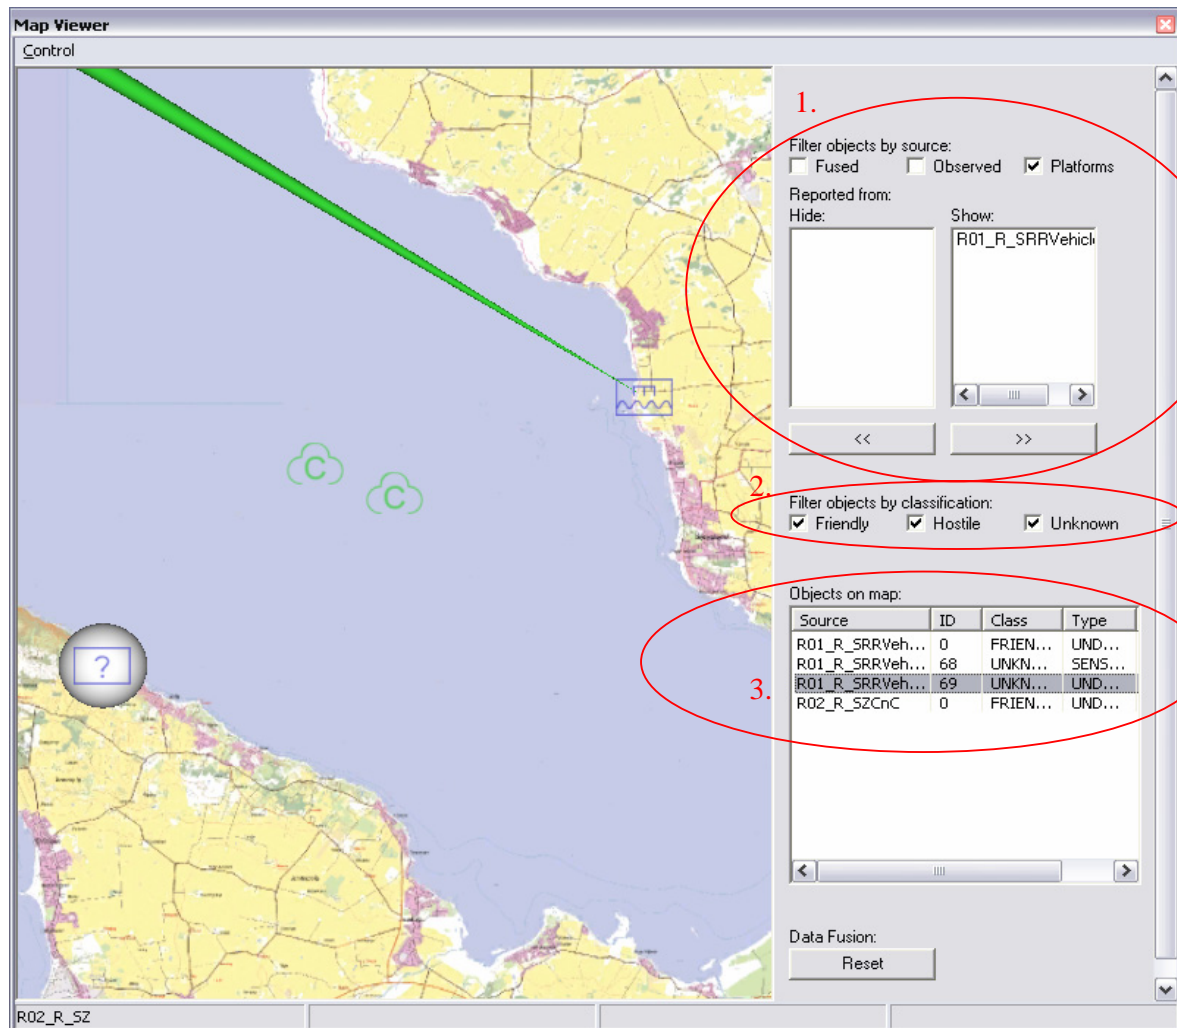 Map Viewer
Control
1.
Filter objects by source:
Fused Observed Platforms
Reported from:
Hide: Show:
R01_R_SRRVehicl
<< >>
2.
Filter objects by classification:
Friendly Hostile Unknown
Objects on map:
Source ID Class Type
R01_R_SRRVeh... 0 FRIEN... UND...
R01_R_SRRVeh... 68 UNKN... SENS...
3. R01_R_SRRVeh... 69 UNKN... UND...
R02_R_SZCnC 0 FRIEN... UND...
C
C
?
Data Fusion:
Reset
R02_R_SZ